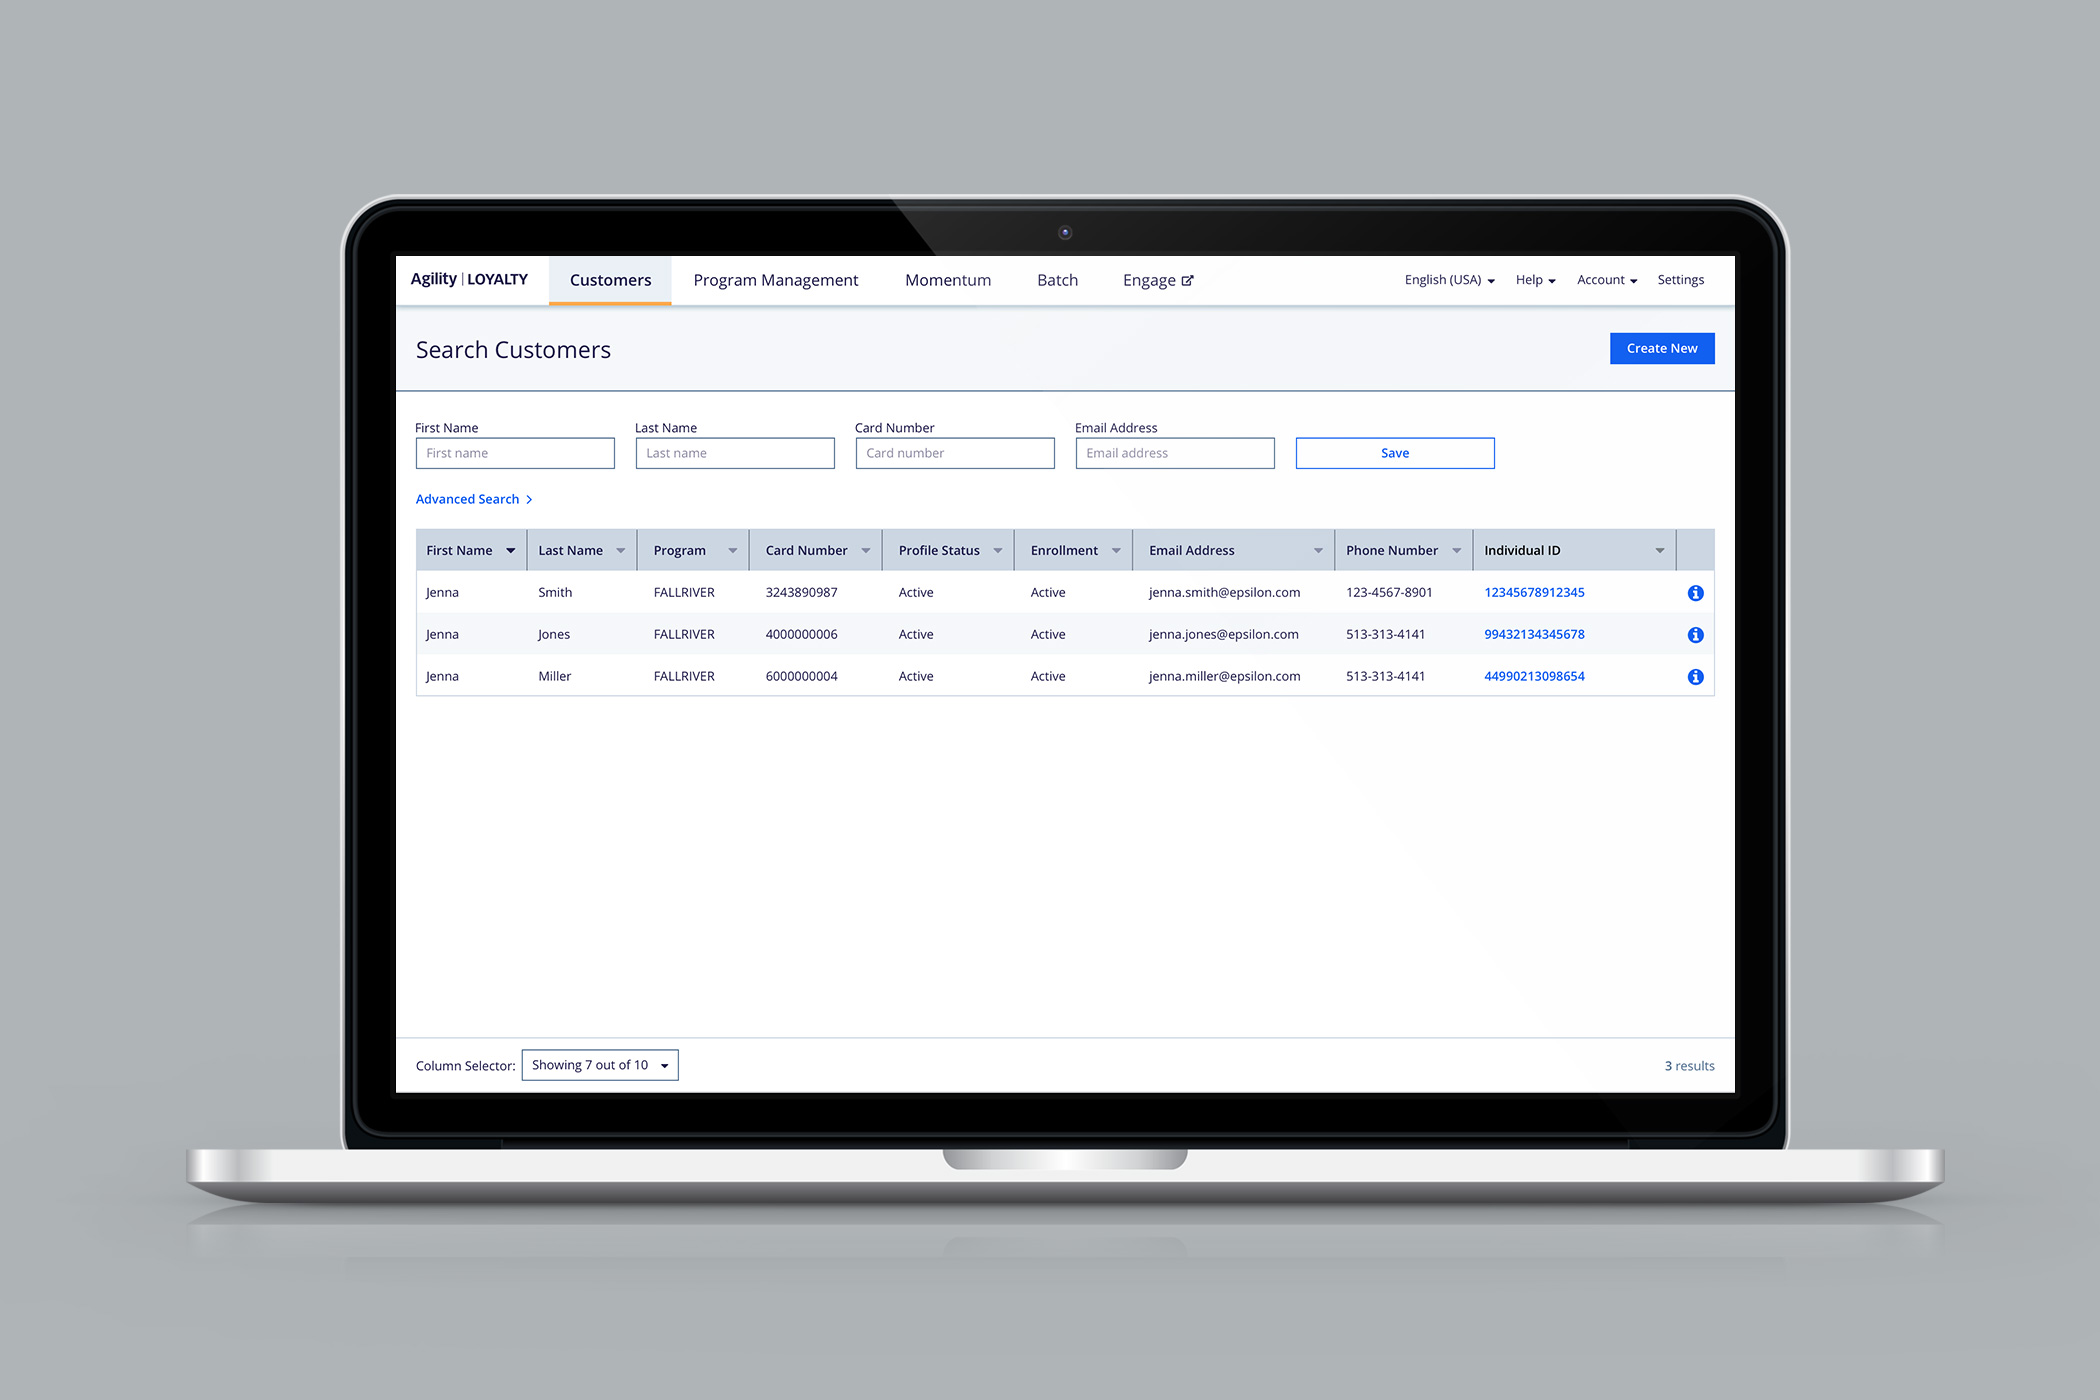 Agility | LOYALTY Customers Program Management Momentum Batch Engage English (USA) Help Account Settings
Search Customers Create New
First Name Last Name Card Number Email Address
First name Last name Card number Email address Save
Advanced Search >
First Name Last Name Program Card Number Profile Status Enrollment Email Address Phone Number Individual ID
Jenna Smith FALLRIVER 3243890987 Active Active jenna.smith@epsilon.com 123-4567-8901 12345678912345
Jenna Jones FALLRIVER 4000000006 Active Active jenna.jones@epsilon.com 513-313-4141 99432134345678
Jenna Miller FALLRIVER 6000000004 Active Active jenna.miller@epsilon.com 513-313-4141 44990213098654
Column Selector: Showing 7 out of 10 3 results